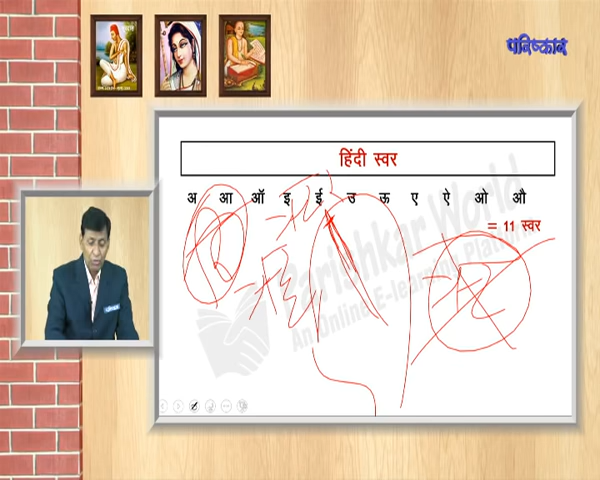 परिष्कार
हिंदी स्वर
अ आ ऑ इ ई उ ऊ ए ऐ ओ औ
= 11 स्वर
Parishkar World
An Online E-learning Platform